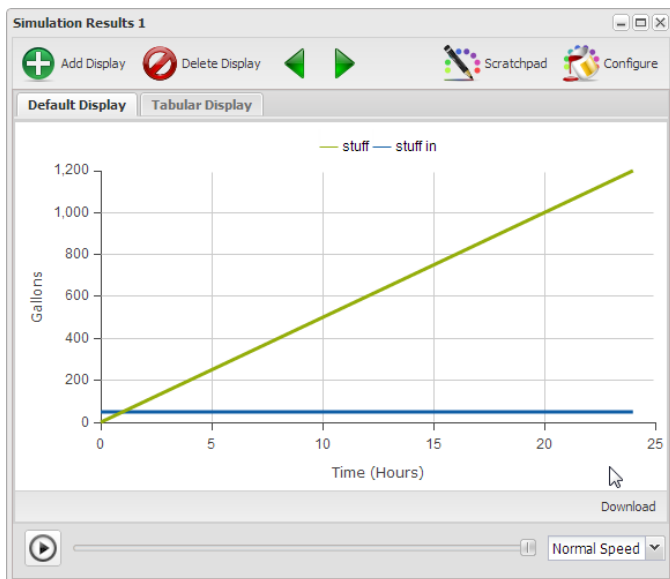 Simulation Results 1
Add Display Delete Display Scratchpad Configure
Default Display Tabular Display
stuff stuff in
1,200
1,000
800
600
400
200
0
Gallons
0 5 10 15 20 25
Time (Hours)
Download
Normal Speed